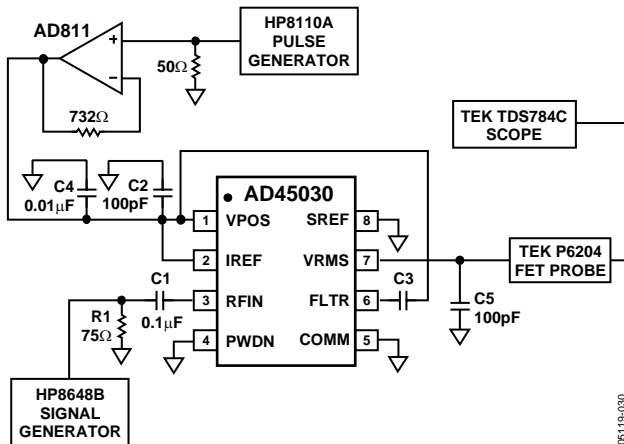 AD811
HP8110A
PULSE
GENERATOR
+
−
50Ω
732Ω
TEK TDS784C
SCOPE
C4
0.01μF
C2
100pF
AD45030
1
VPOS
SREF
8
2
IREF
VRMS
7
TEK P6204
FET PROBE
C1
0.1μF
3
RFIN
FLTR
6
C3
C5
100pF
R1
75Ω
4
PWDN
COMM
5
HP8648B
SIGNAL
GENERATOR
05119-030